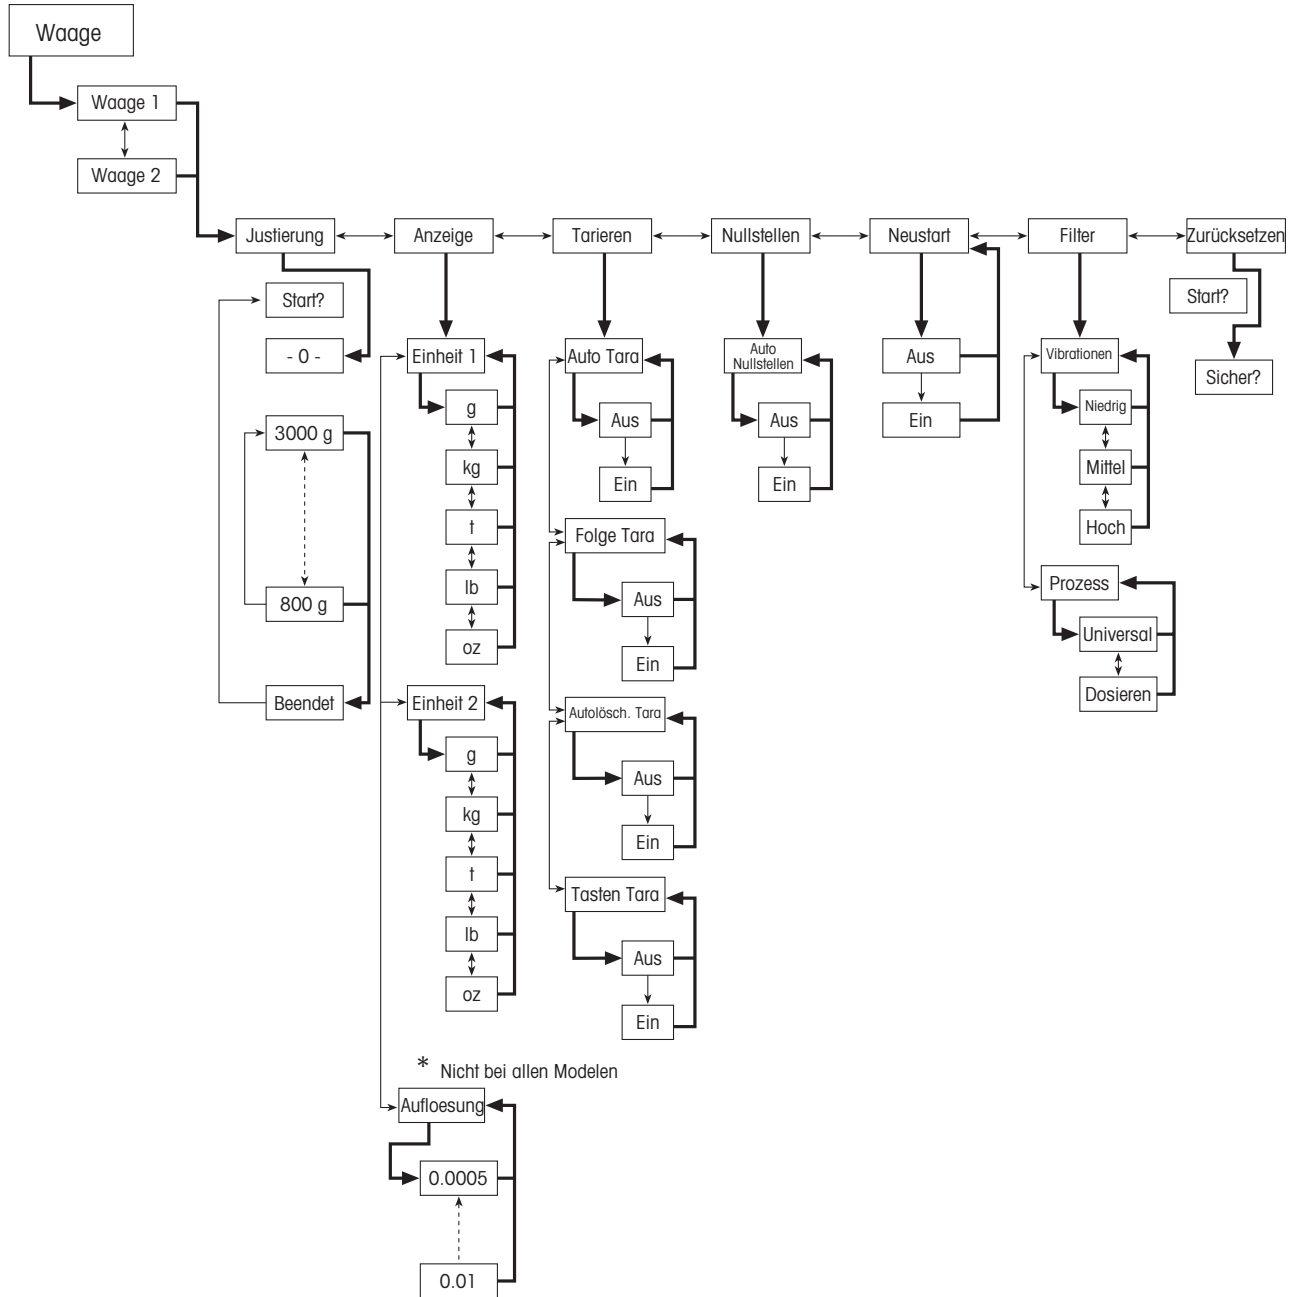 Waage
Waage 1
Waage 2
Justierung
Anzeige
Tarieren
Nullstellen
Neustart
Filter
Zurücksetzen
Start?
- 0 -
3000 g
800 g
Beendet
Einheit 1
g
kg
t
lb
oz
Einheit 2
g
kg
t
lb
oz
* Nicht bei allen Modelen
Aufloesung
0.0005
0.01
Auto Tara
Aus
Ein
Folge Tara
Aus
Ein
Autolösch. Tara
Aus
Ein
Tasten Tara
Aus
Ein
Auto
Nullstellen
Aus
Ein
Aus
Ein
Vibrationen
Niedrig
Mittel
Hoch
Prozess
Universal
Dosieren
Start?
Sicher?